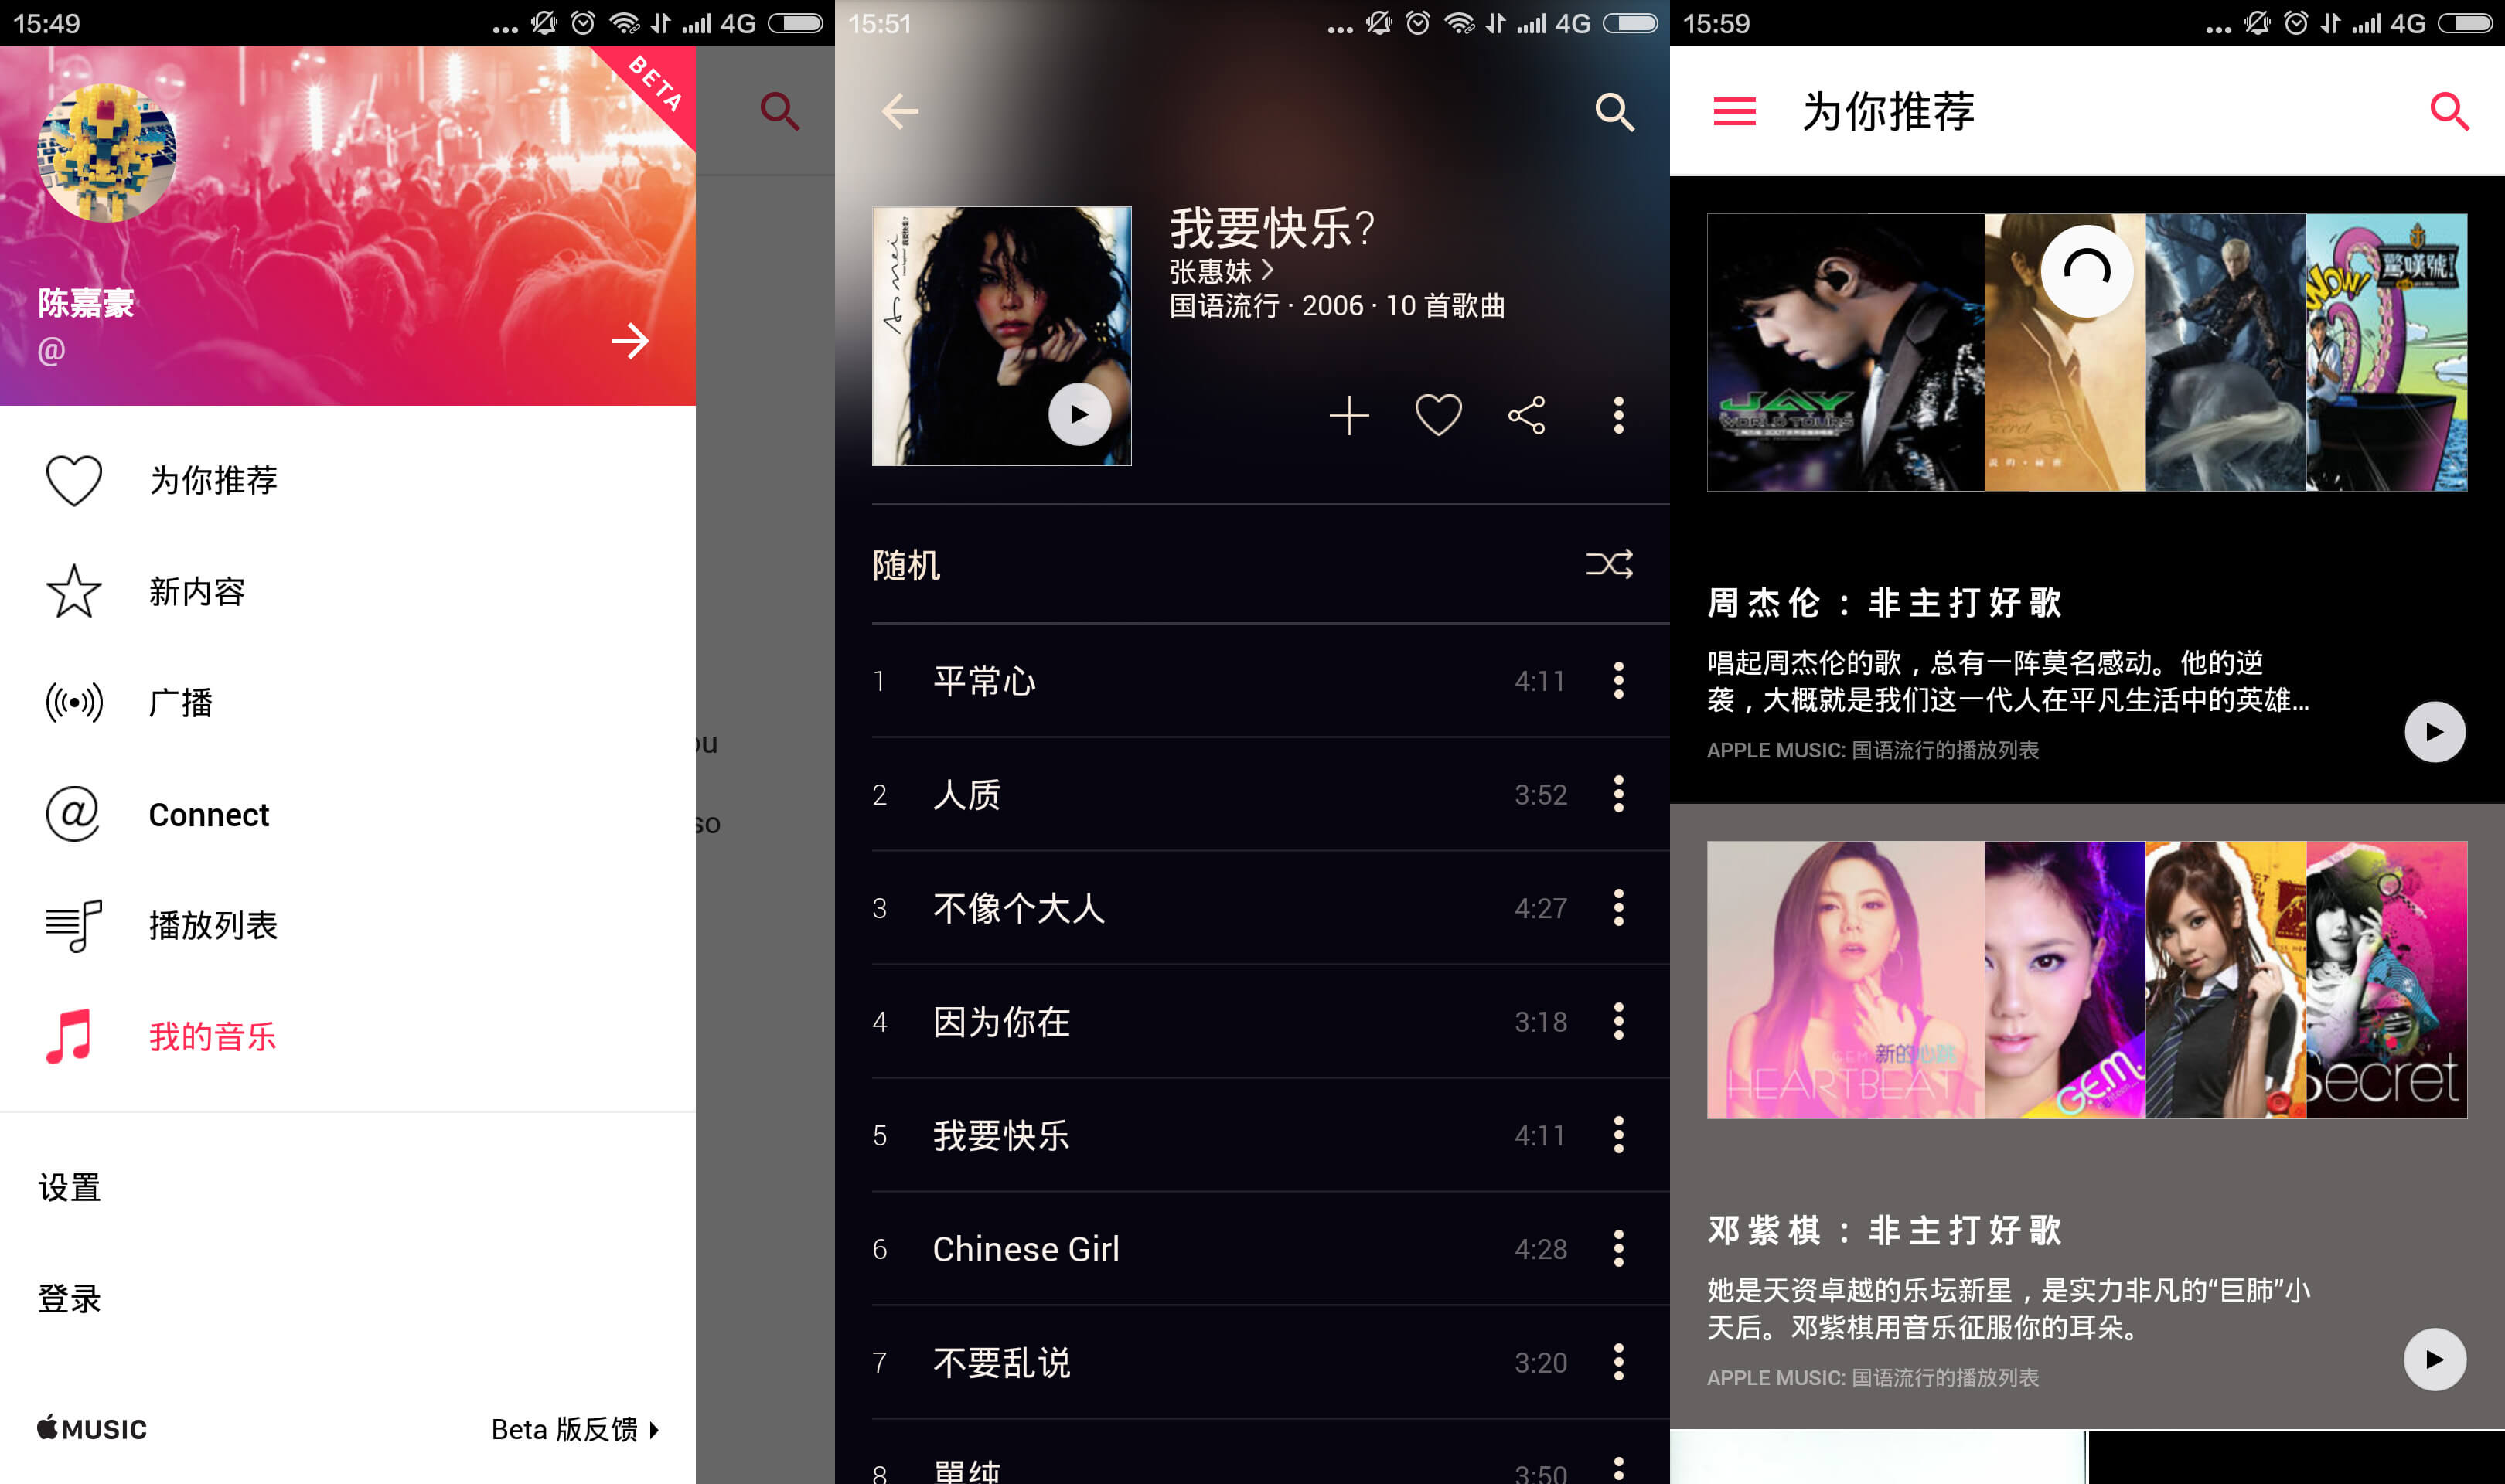 15:49
4G
BETA
陈嘉豪
@
为你推荐
新内容
广播
Connect
播放列表
我的音乐
设置
登录
MUSIC
Beta 版反馈
ou
so
15:51
4G
我要快乐?
张惠妹
国语流行 · 2006 · 10 首歌曲
随机
1 平常心 4:11
2 人质 3:52
3 不像个大人 4:27
4 因为你在 3:18
5 我要快乐 4:11
6 Chinese Girl 4:28
7 不要乱说 3:20
8 單纯 3:50
15:59
4G
为你推荐
JAY
WORLD TOURS
Secret
WOW!
驚嘆號!
周杰伦：非主打好歌
唱起周杰伦的歌，总有一阵莫名感动。他的逆
袭，大概就是我们这一代人在平凡生活中的英雄...
APPLE MUSIC: 国语流行的播放列表
G.E.M. 新的心跳
HEARTBEAT
G.E.M.
Secret
邓紫棋：非主打好歌
她是天资卓越的乐坛新星，是实力非凡的“巨肺”小
天后。邓紫棋用音乐征服你的耳朵。
APPLE MUSIC: 国语流行的播放列表